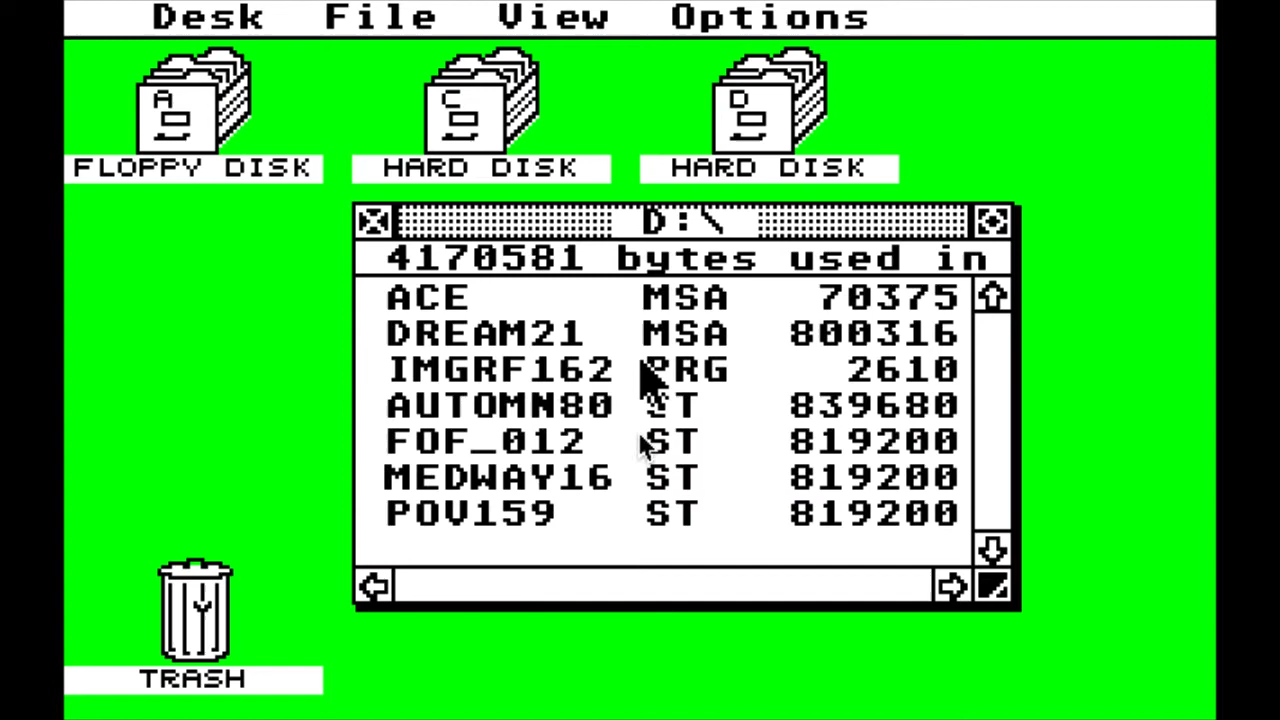 Desk File View Options
A C D
FLOPPY DISK HARD DISK HARD DISK
D:\
4170581 bytes used in
ACE MSA 70375
DREAM21 MSA 800316
IMGRF162 PRG 2610
AUTOMN80 ST 839680
FOF_012 ST 819200
MEDWAY16 ST 819200
POV159 ST 819200
TRASH